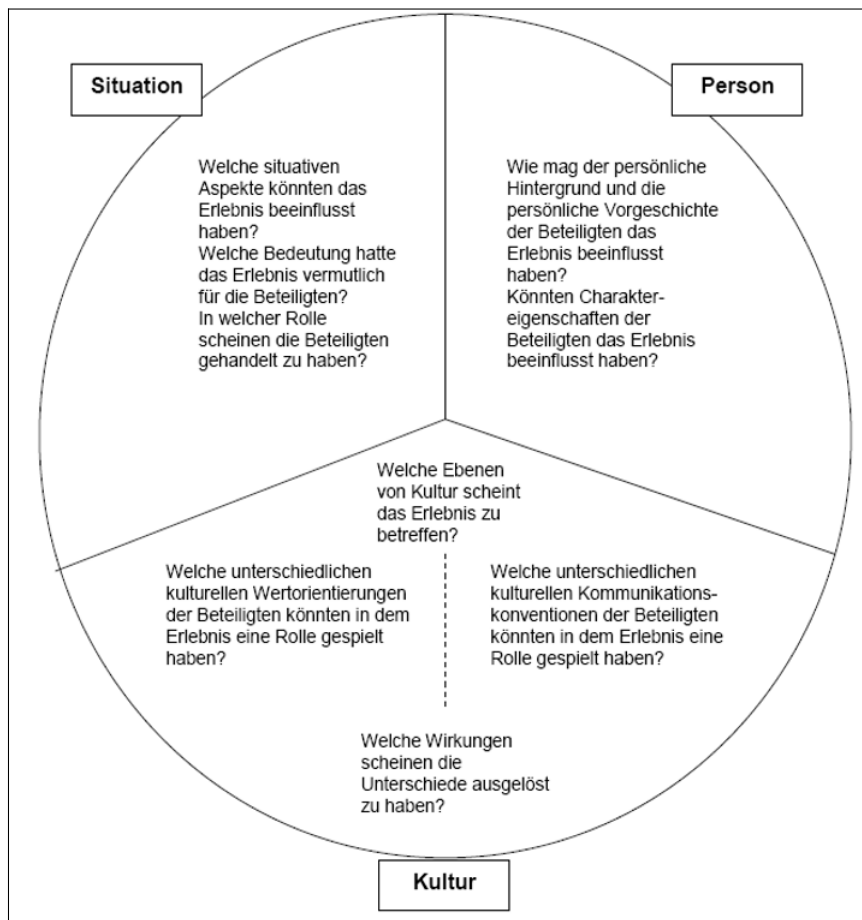 Situation
Person
Welche situativen
Aspekte könnten das
Erlebnis beeinflusst
haben?
Welche Bedeutung hatte
das Erlebnis vermutlich
für die Beteiligten?
In welcher Rolle
scheinen die Beteiligten
gehandelt zu haben?
Wie mag der persönliche
Hintergrund und die
persönliche Vorgeschichte
der Beteiligten das
Erlebnis beeinflusst
haben?
Könnten Charakter-
eigenschaften der
Beteiligten das Erlebnis
beeinflusst haben?
Welche Ebenen
von Kultur scheint
das Erlebnis zu
betreffen?
Welche unterschiedlichen
kulturellen Wertorientierungen
der Beteiligten könnten in dem
Erlebnis eine Rolle gespielt
haben?
Welche unterschiedlichen
kulturellen Kommunikations-
konventionen der Beteiligten
könnten in dem Erlebnis eine
Rolle gespielt haben?
Welche Wirkungen
scheinen die
Unterschiede ausgelöst
zu haben?
Kultur